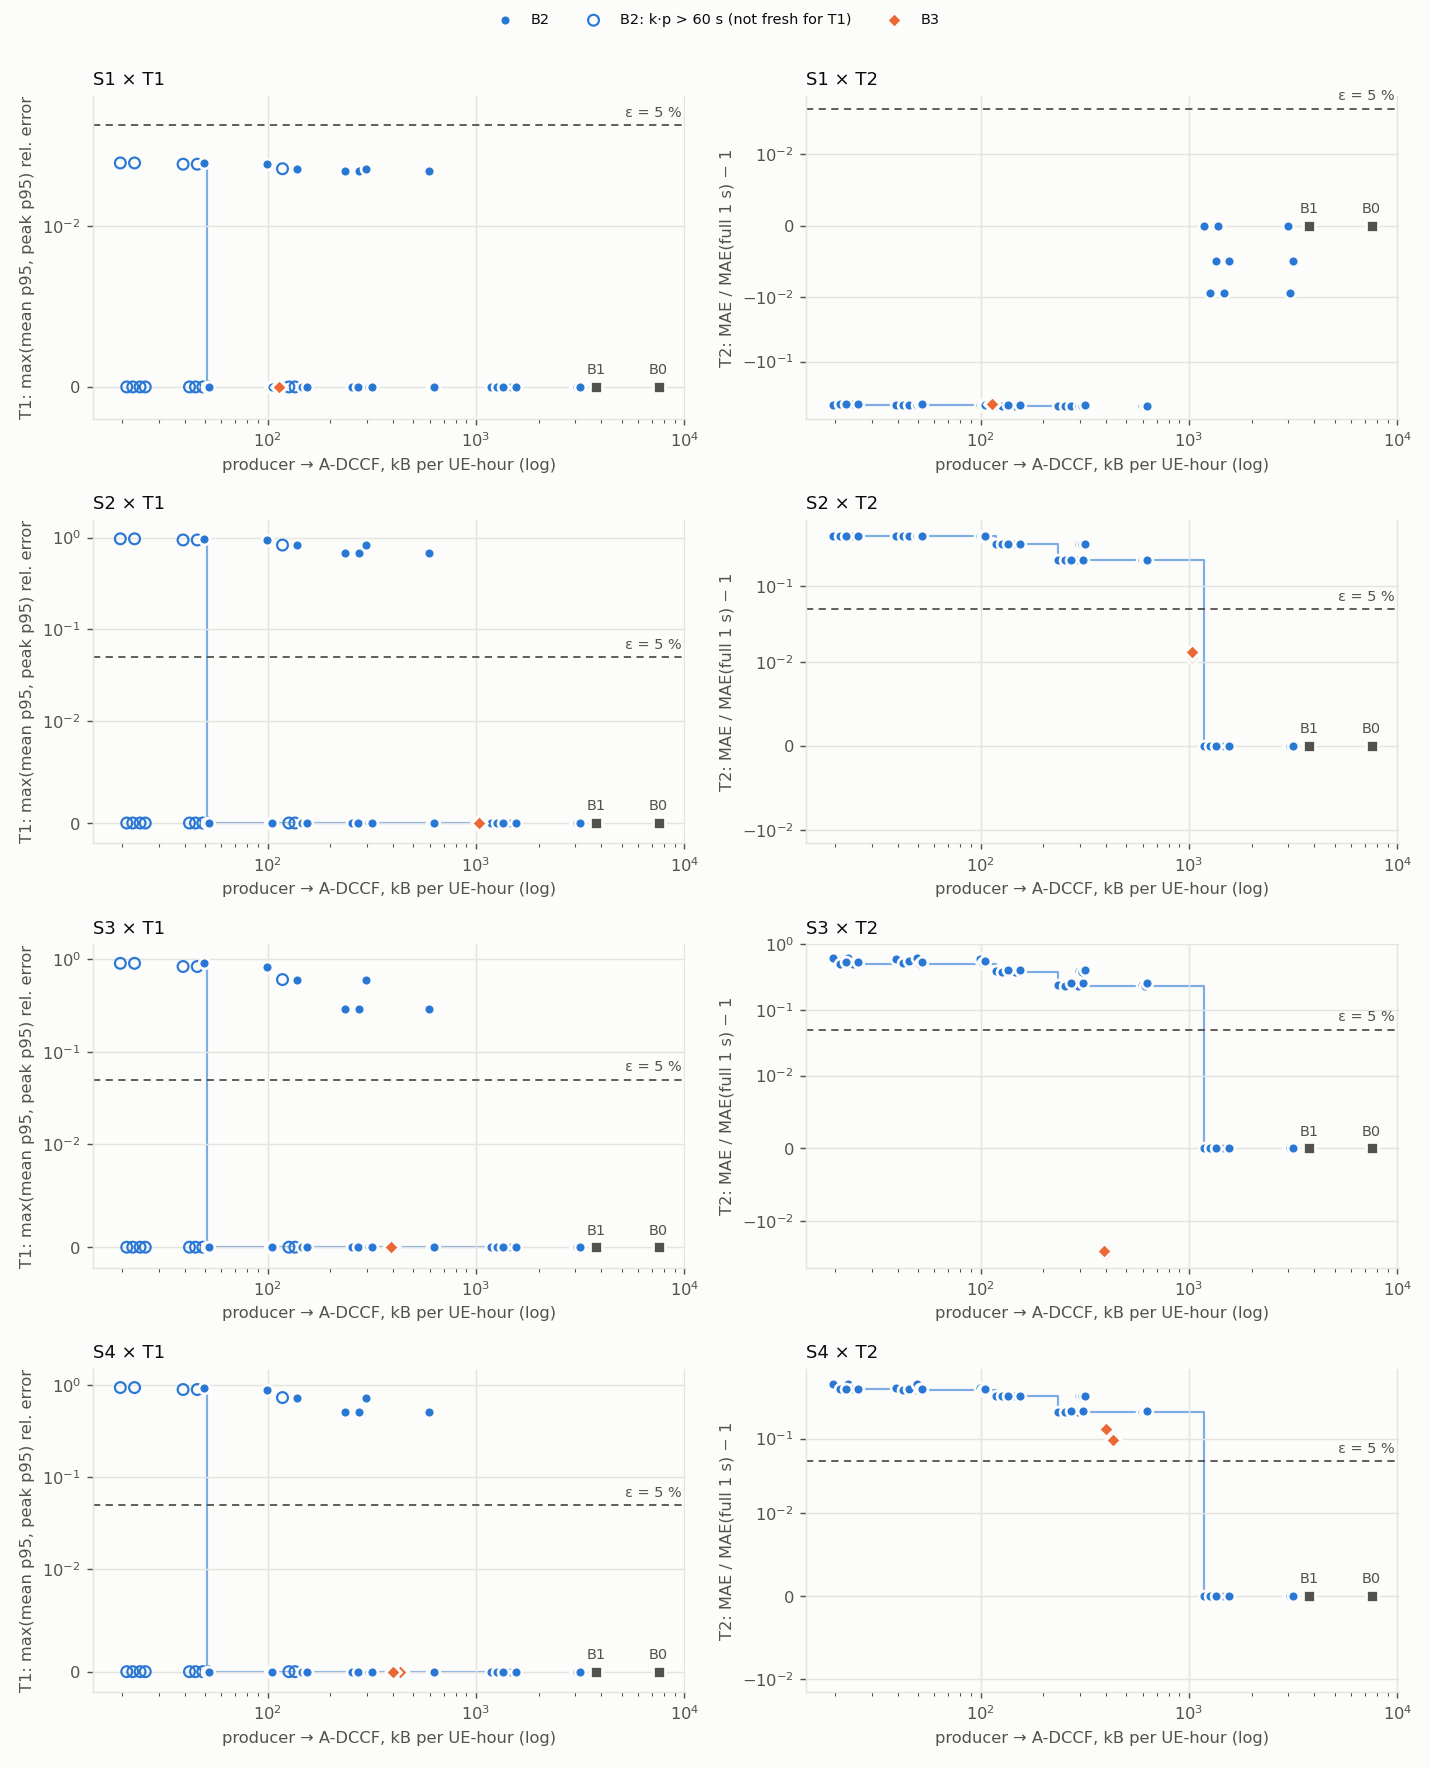 B2
B2: k·p > 60 s (not fresh for T1)
B3
S1 × T1
T1: max(mean p95, peak p95) rel. error
10⁻²
0
ε = 5 %
B1
B0
10²
10³
10⁴
producer → A-DCCF, kB per UE-hour (log)
S1 × T2
T2: MAE / MAE(full 1 s) − 1
10⁻²
0
−10⁻²
−10⁻¹
ε = 5 %
B1
B0
10²
10³
10⁴
producer → A-DCCF, kB per UE-hour (log)
S2 × T1
T1: max(mean p95, peak p95) rel. error
10⁰
10⁻¹
10⁻²
0
ε = 5 %
B1
B0
10²
10³
10⁴
producer → A-DCCF, kB per UE-hour (log)
S2 × T2
T2: MAE / MAE(full 1 s) − 1
10⁻¹
10⁻²
0
−10⁻²
ε = 5 %
B1
B0
10²
10³
10⁴
producer → A-DCCF, kB per UE-hour (log)
S3 × T1
T1: max(mean p95, peak p95) rel. error
10⁰
10⁻¹
10⁻²
0
ε = 5 %
B1
B0
10²
10³
10⁴
producer → A-DCCF, kB per UE-hour (log)
S3 × T2
T2: MAE / MAE(full 1 s) − 1
10⁰
10⁻¹
10⁻²
0
−10⁻²
ε = 5 %
B1
B0
10²
10³
10⁴
producer → A-DCCF, kB per UE-hour (log)
S4 × T1
T1: max(mean p95, peak p95) rel. error
10⁰
10⁻¹
10⁻²
0
ε = 5 %
B1
B0
10²
10³
10⁴
producer → A-DCCF, kB per UE-hour (log)
S4 × T2
T2: MAE / MAE(full 1 s) − 1
10⁻¹
10⁻²
0
−10⁻²
ε = 5 %
B1
B0
10²
10³
10⁴
producer → A-DCCF, kB per UE-hour (log)